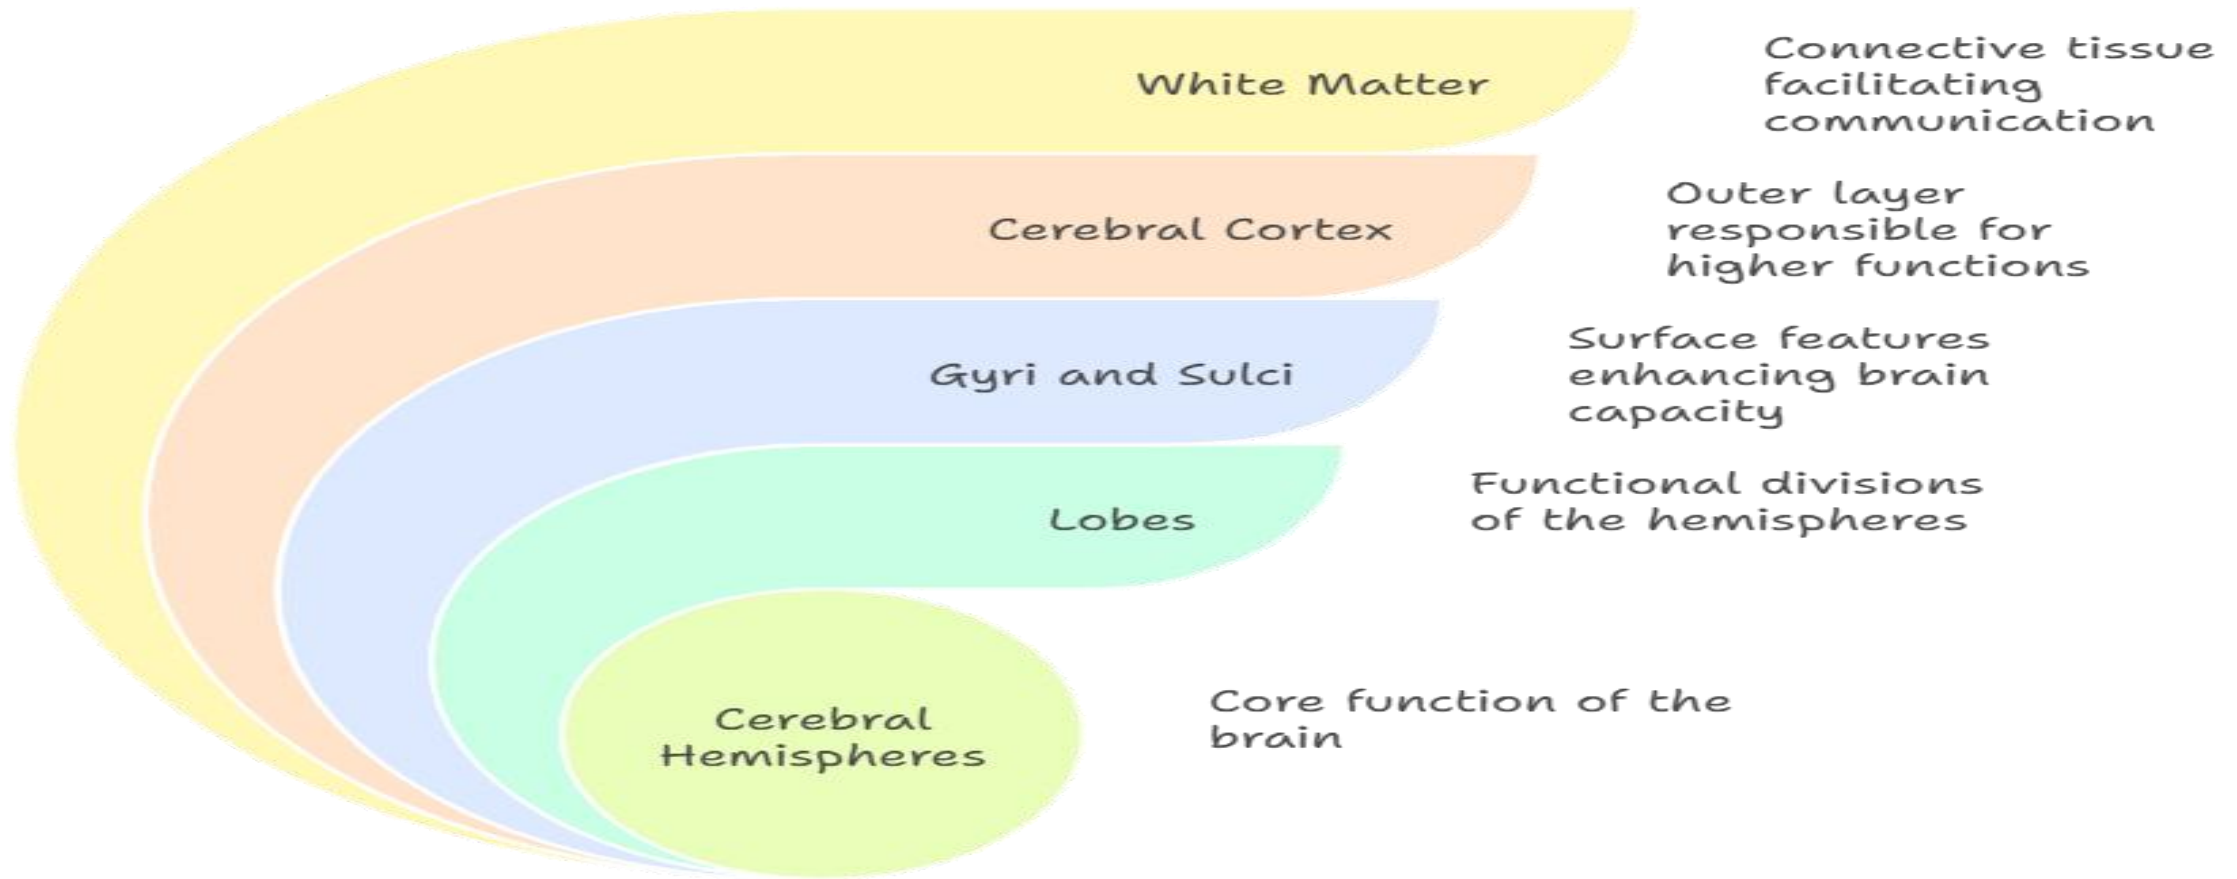 White Matter
Connective tissue
facilitating
communication
Cerebral Cortex
Outer layer
responsible for
higher functions
Gyri and Sulci
Surface features
enhancing brain
capacity
Lobes
Functional divisions
of the hemispheres
Cerebral
Hemispheres
Core function of the
brain